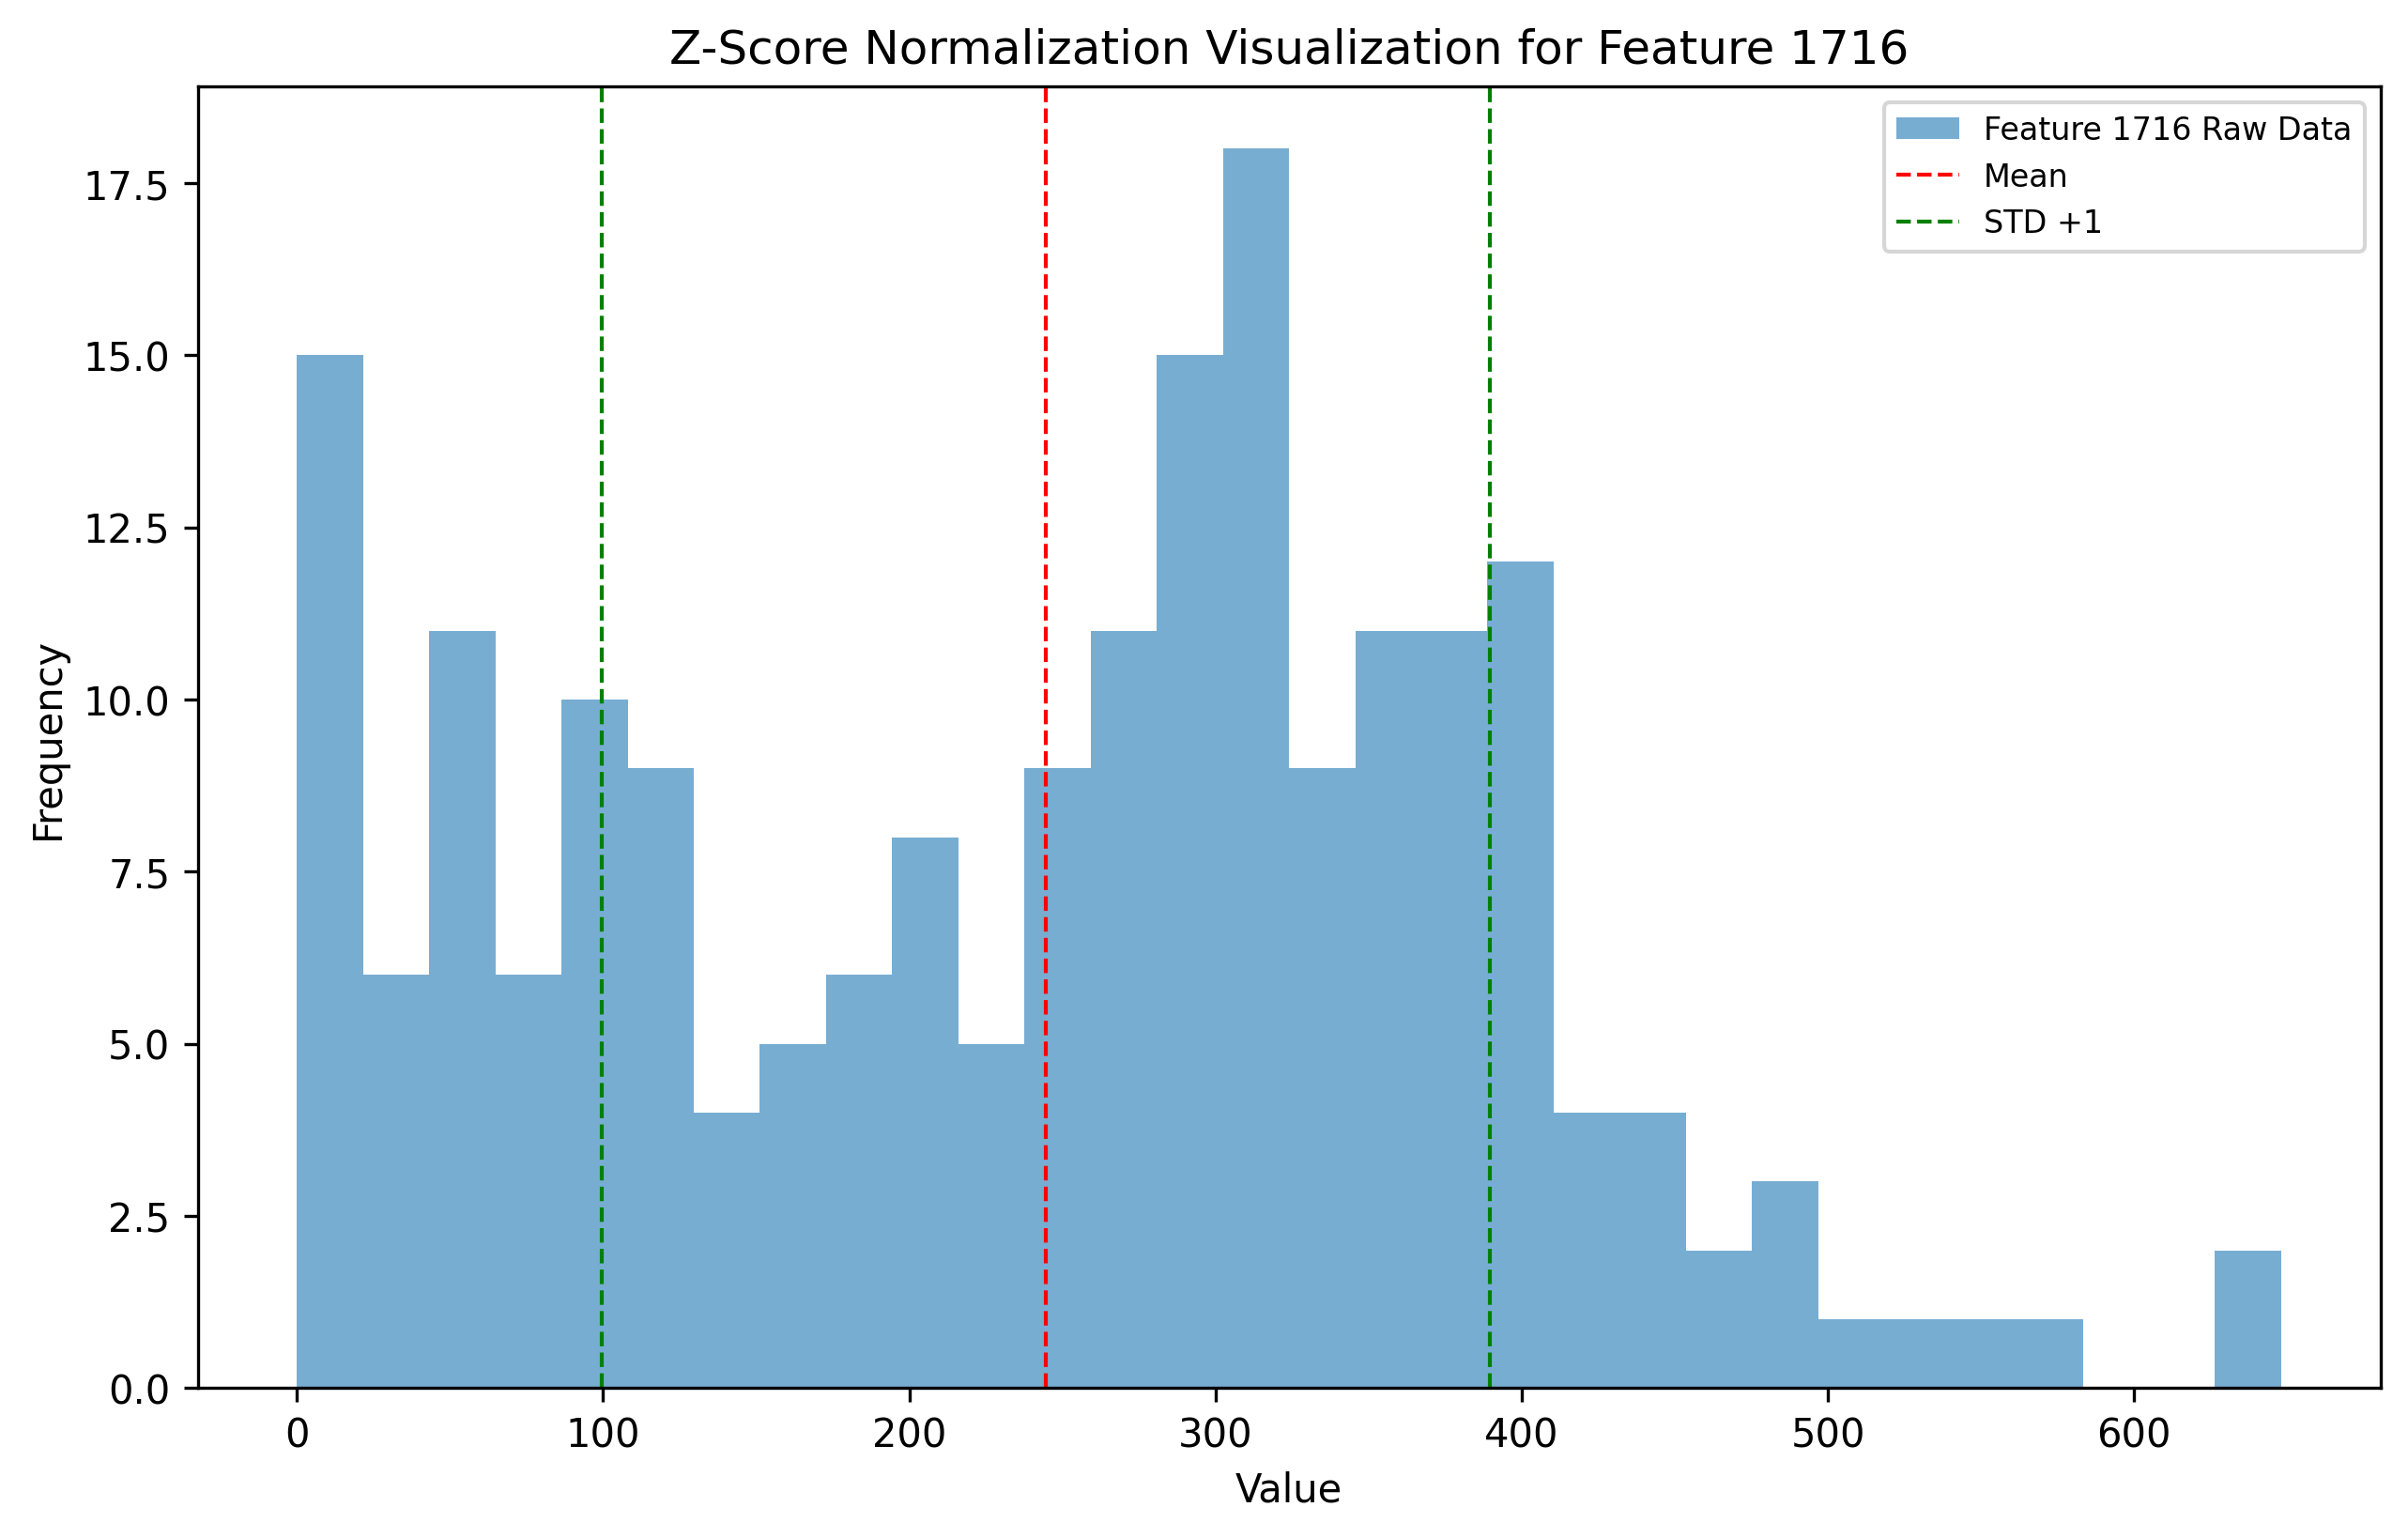 Z-Score Normalization Visualization for Feature 1716
Feature 1716 Raw Data
Mean
STD +1
17.5
15.0
12.5
10.0
7.5
5.0
2.5
0.0
Frequency
0 100 200 300 400 500 600
Value